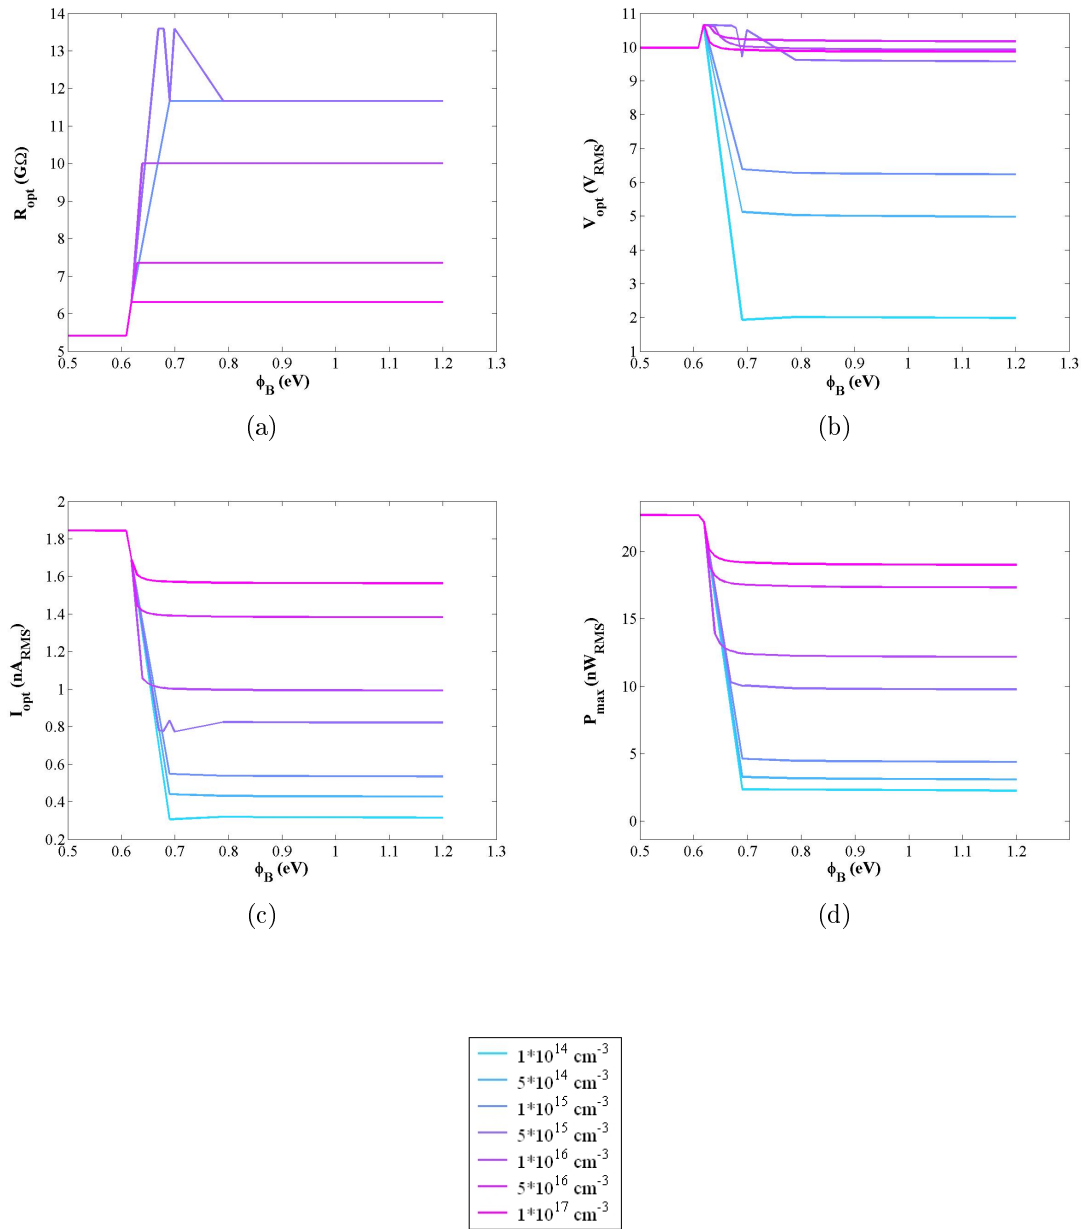 14
13
12
11
10
9
8
7
6
5
0.5 0.6 0.7 0.8 0.9 1 1.1 1.2 1.3
R_opt (GΩ)
ϕ_B (eV)
(a)
11
10
9
8
7
6
5
4
3
2
1
0.5 0.6 0.7 0.8 0.9 1 1.1 1.2 1.3
V_opt (V_RMS)
ϕ_B (eV)
(b)
2
1.8
1.6
1.4
1.2
1
0.8
0.6
0.4
0.2
0.5 0.6 0.7 0.8 0.9 1 1.1 1.2 1.3
I_opt (nA_RMS)
ϕ_B (eV)
(c)
20
15
10
5
0
0.5 0.6 0.7 0.8 0.9 1 1.1 1.2
P_max (nW_RMS)
ϕ_B (eV)
(d)
1*10^14 cm^-3
5*10^14 cm^-3
1*10^15 cm^-3
5*10^15 cm^-3
1*10^16 cm^-3
5*10^16 cm^-3
1*10^17 cm^-3